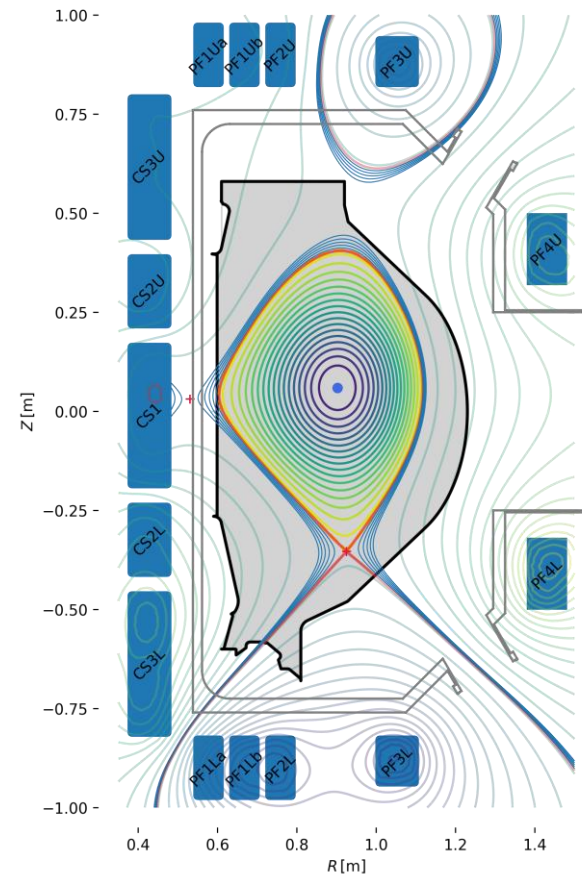 1.00
0.75
0.50
0.25
0.00
−0.25
−0.50
−0.75
−1.00
Z [m]
0.4
0.6
0.8
1.0
1.2
1.4
R [m]
PF1Ua
PF1Ub
PF2U
PF3U
CS3U
CS2U
CS1
CS2L
CS3L
PF4U
PF4L
PF1La
PF1Lb
PF2L
PF3L